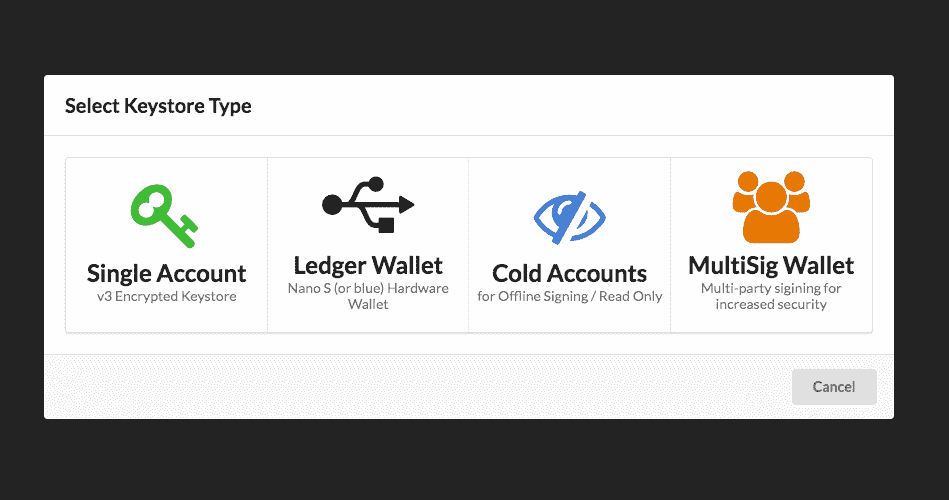 Select Keystore Type
Single Account
v3 Encrypted Keystore
Ledger Wallet
Nano S (or blue) Hardware
Wallet
Cold Accounts
for Offline Signing / Read Only
MultiSig Wallet
Multi-party sigining for
increased security
Cancel